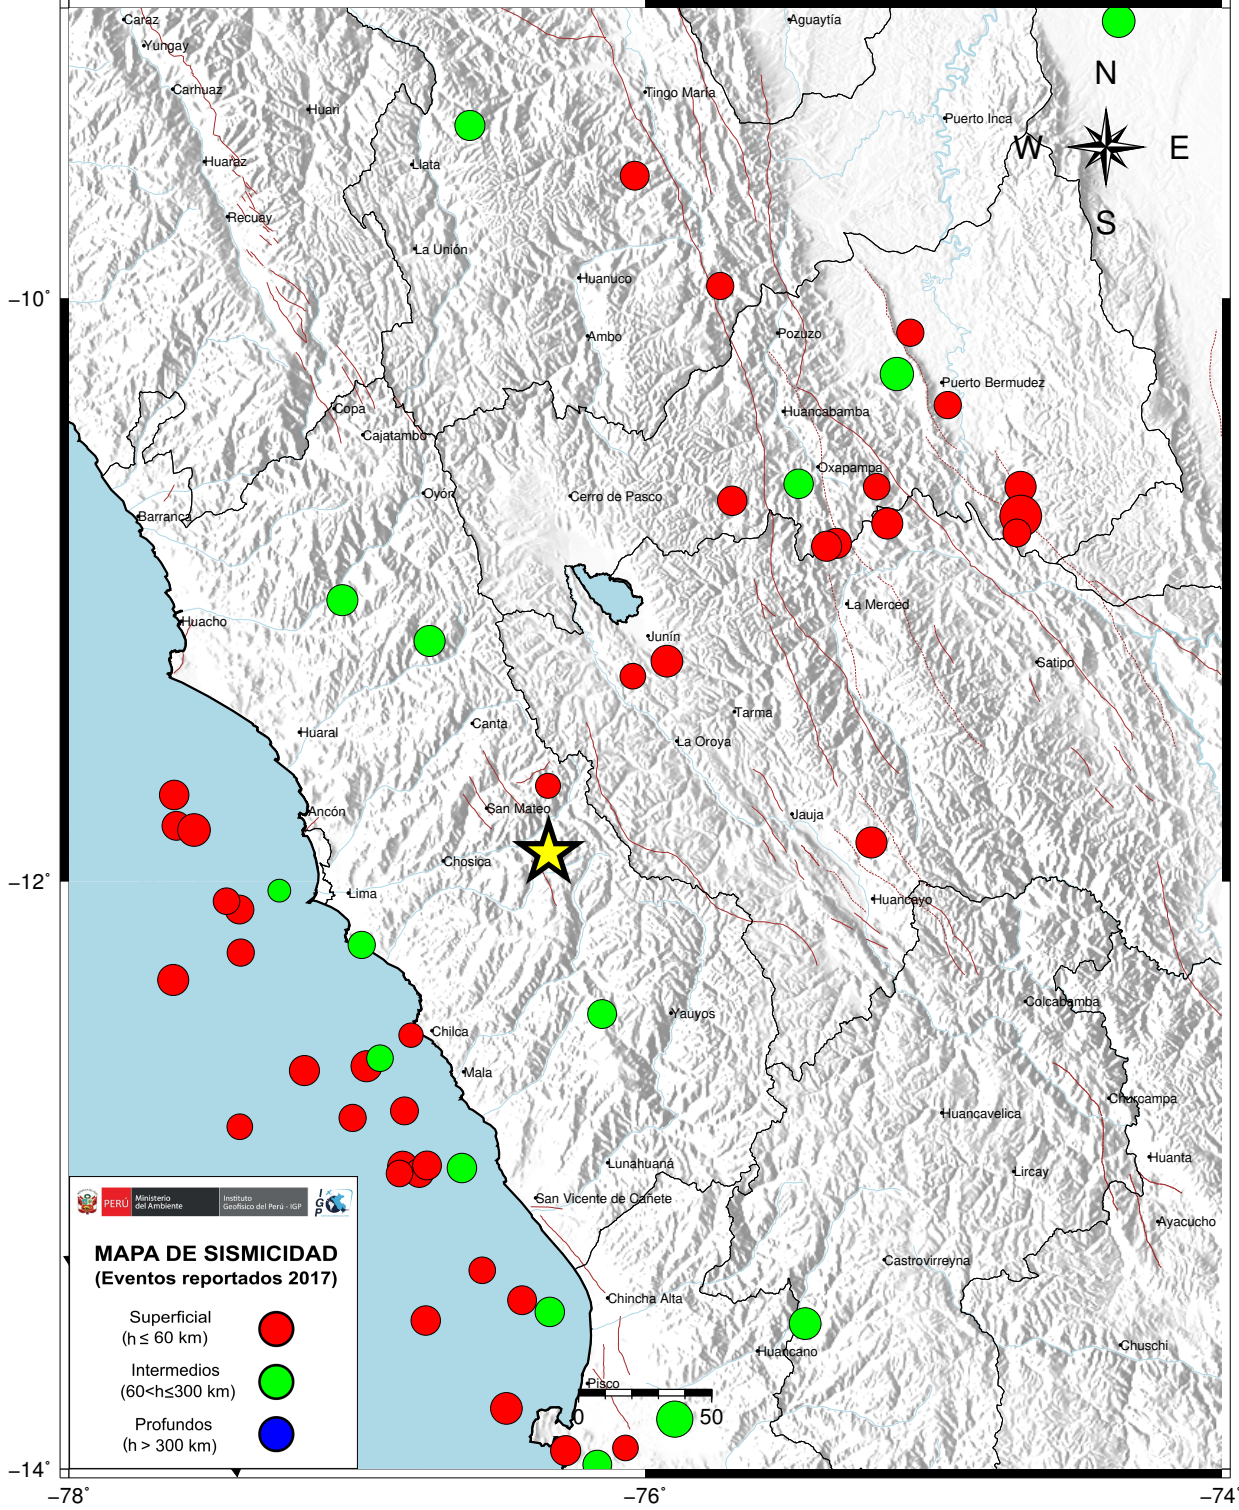 Caraz
Aguaytía
Yungay
N
Carhuaz
Tingo María
Huari
Puerto Inca
W
E
Huaraz
Llata
Recuay
S
La Unión
Huanuco
−10˚
Pozuzo
Ambo
Puerto Bermudez
Copa
Huancabamba
Cajatambo
Oxapampa
Oyón
Cerro de Pasco
Barranca
La Merced
Huacho
Junín
Satipo
Tarma
Canta
Huaral
La Oroya
San Mateo
Ancón
Jauja
Chosica
−12˚
Lima
Huancayo
Colcabamba
Yauyos
Chilca
Mala
Churcampa
Huancavelica
Huanta
Lunahuaná
Lircay
San Vicente de Cañete
PERÚ
Ministerio
del Ambiente
Instituto
Geofísico del Perú - IGP
IGP
Ayacucho
MAPA DE SISMICIDAD
(Eventos reportados 2017)
Castrovirreyna
Chincha Alta
Superficial
(h ≤ 60 km)
Chuschi
Huancano
Intermedios
(60<h≤300 km)
Pisco
0
50
Profundos
(h > 300 km)
−14˚
−78˚
−76˚
−74˚